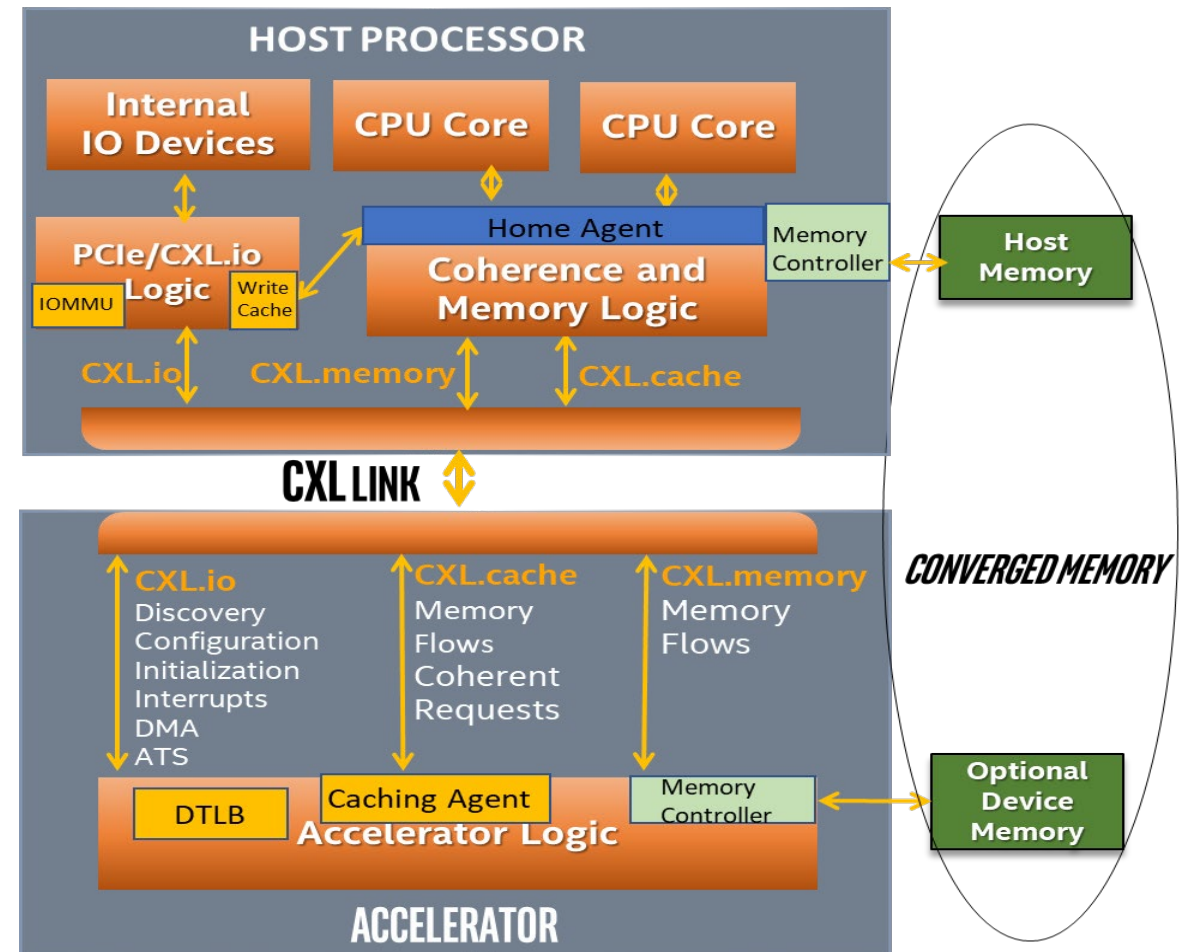 HOST PROCESSOR
Internal
IO Devices
CPU Core
CPU Core
PCIe/CXL.io
Logic
IOMMU
Write
Cache
Home Agent
Coherence and
Memory Logic
Memory
Controller
Host
Memory
CXL.io
CXL.memory
CXL.cache
CXL LINK
CXL.io
Discovery
Configuration
Initialization
Interrupts
DMA
ATS
CXL.cache
Memory
Flows
Coherent
Requests
CXL.memory
Memory
Flows
CONVERGED MEMORY
DTLB
Caching Agent
Memory
Controller
Accelerator Logic
Optional
Device
Memory
ACCELERATOR